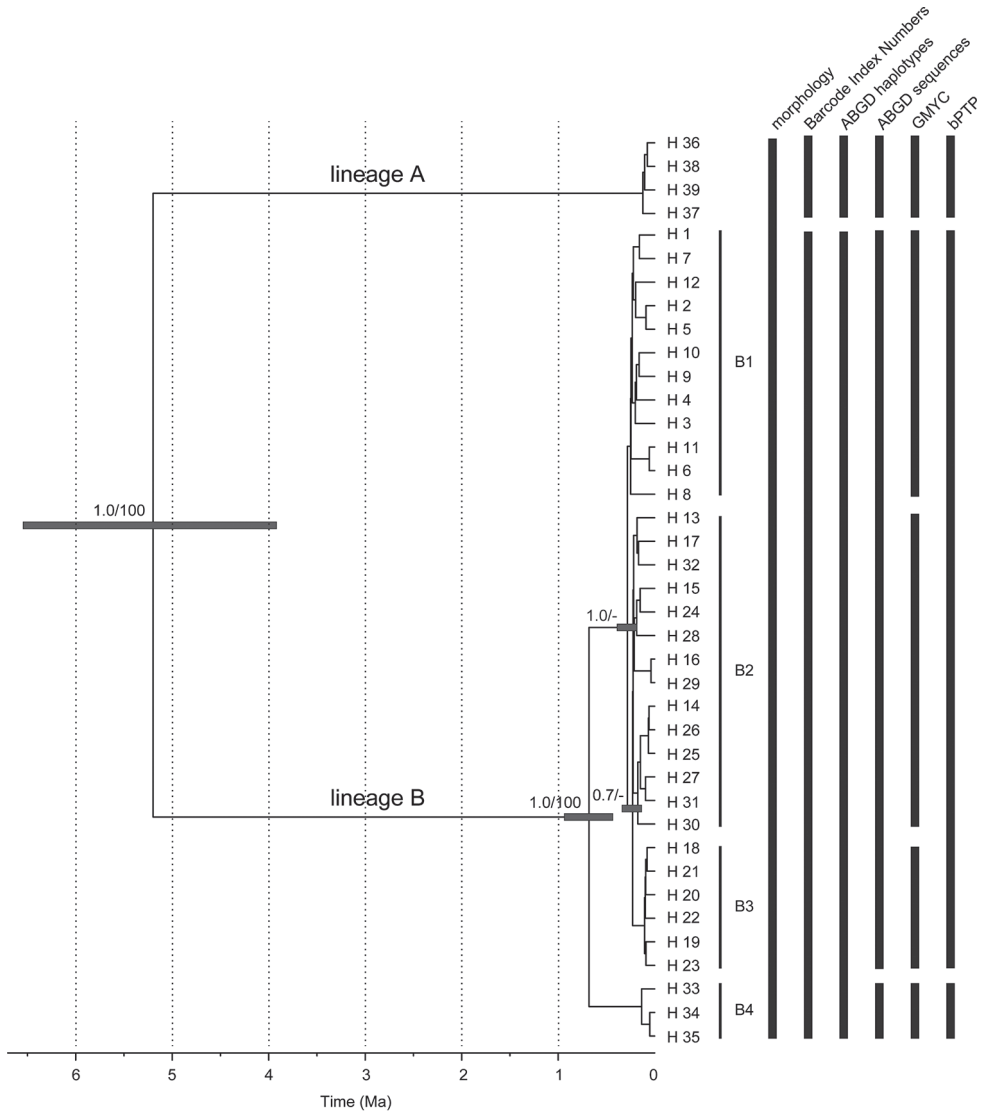 morphology
Barcode Index Numbers
ABGD haplotypes
ABGD sequences
GMYC
bPTP
lineage A
H 36
H 38
H 39
H 37
H 1
H 7
H 12
H 2
H 5
H 10
B1
H 9
H 4
H 3
H 11
H 6
H 8
1.0/100
H 13
H 17
H 32
H 15
H 24
1.0/-
H 28
H 16
B2
H 29
H 14
H 26
H 25
H 27
lineage B
1.0/100
0.7/-
H 31
H 30
H 18
H 21
H 20
B3
H 22
H 19
H 23
H 33
B4
H 34
H 35
6 5 4 3 2 1 0
Time (Ma)